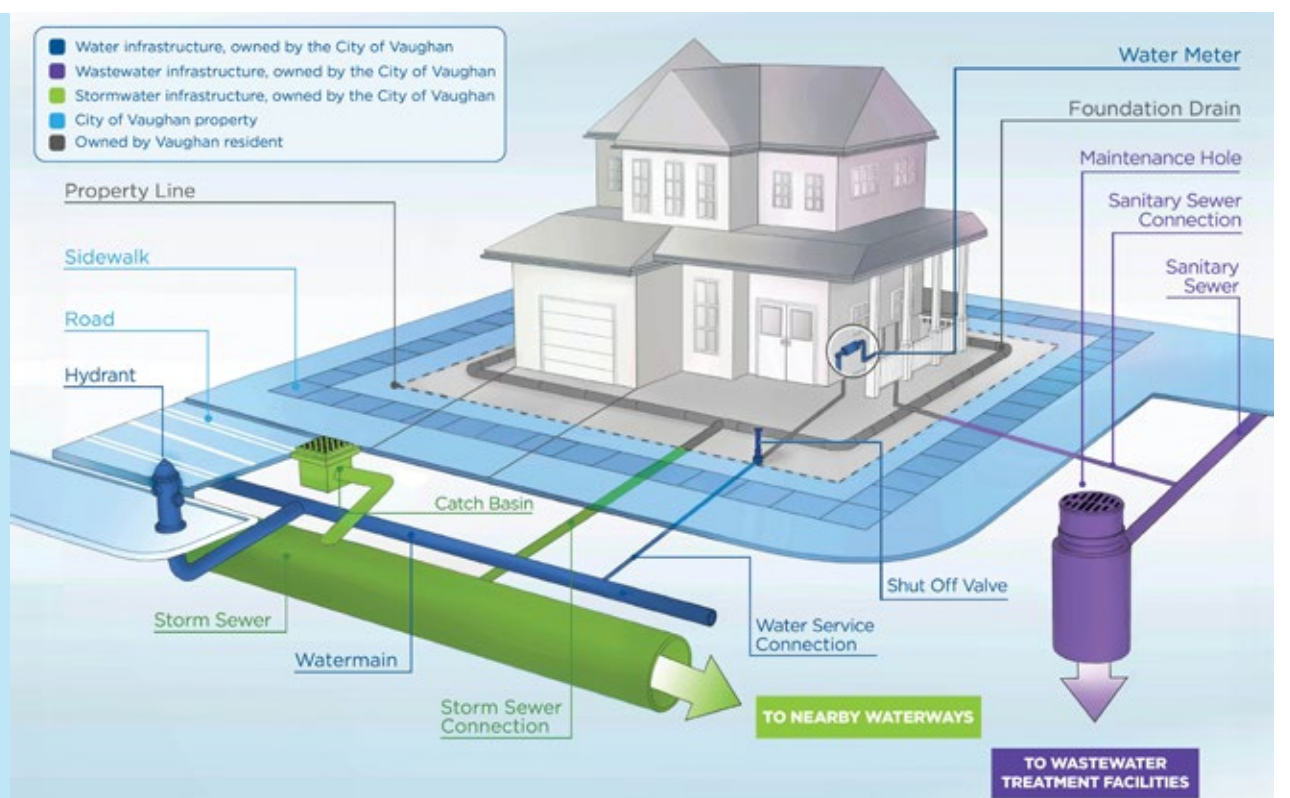 Water infrastructure, owned by the City of Vaughan
Wastewater infrastructure, owned by the City of Vaughan
Stormwater infrastructure, owned by the City of Vaughan
City of Vaughan property
Owned by Vaughan resident
Water Meter
Foundation Drain
Maintenance Hole
Sanitary Sewer
Connection
Sanitary
Sewer
Property Line
Sidewalk
Road
Hydrant
Catch Basin
Storm Sewer
Watermain
Storm Sewer
Connection
Water Service
Connection
Shut Off Valve
TO NEARBY WATERWAYS
TO WASTEWATER
TREATMENT FACILITIES